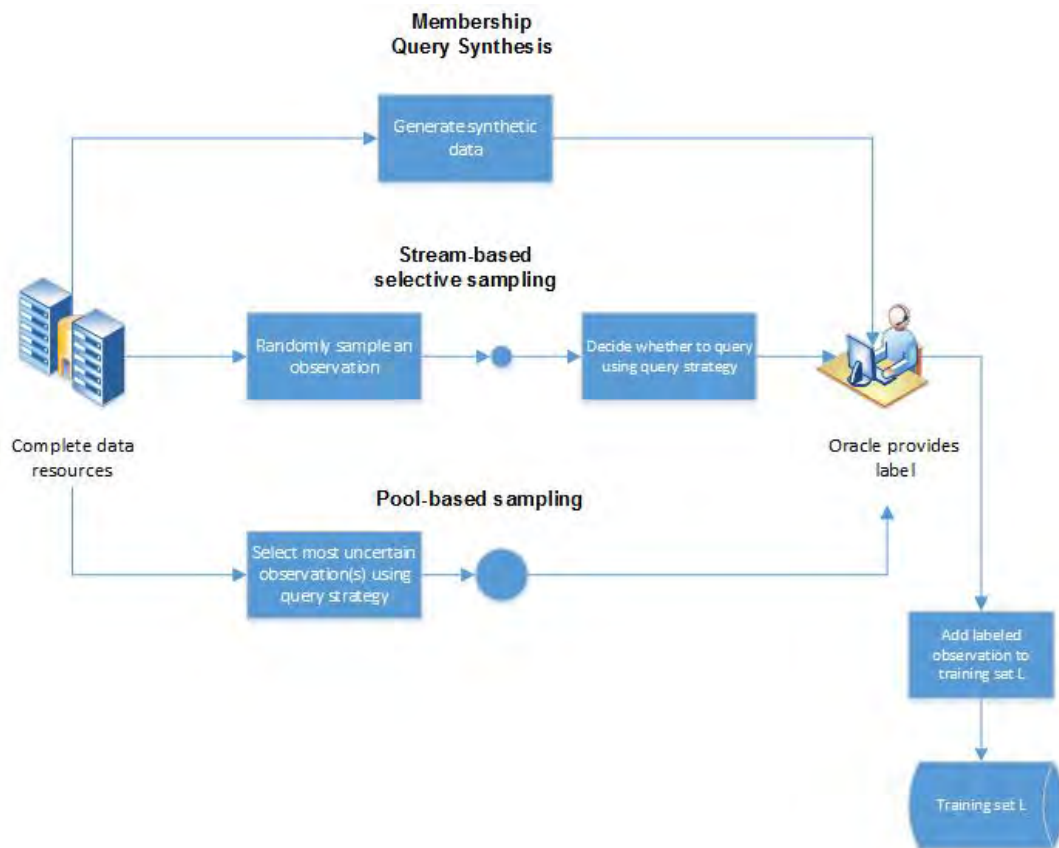 Membership
Query Synthesis
Generate synthetic
data
Stream-based
selective sampling
Randomly sample an
observation
Decide whether to query
using query strategy
Complete data
resources
Oracle provides
label
Pool-based sampling
Select most uncertain
observation(s) using
query strategy
Add labeled
observation to
training set L
Training set L